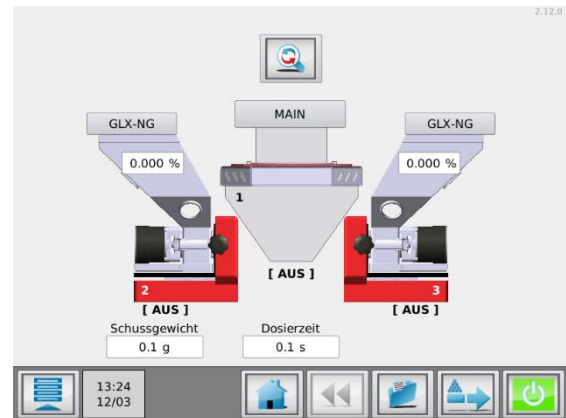 2.12.0
MAIN
GLX-NG
GLX-NG
0.000 %
0.000 %
1
[ AUS ]
2
3
[ AUS ]
[ AUS ]
Schussgewicht
Dosierzeit
0.1 g
0.1 s
13:24
12/03